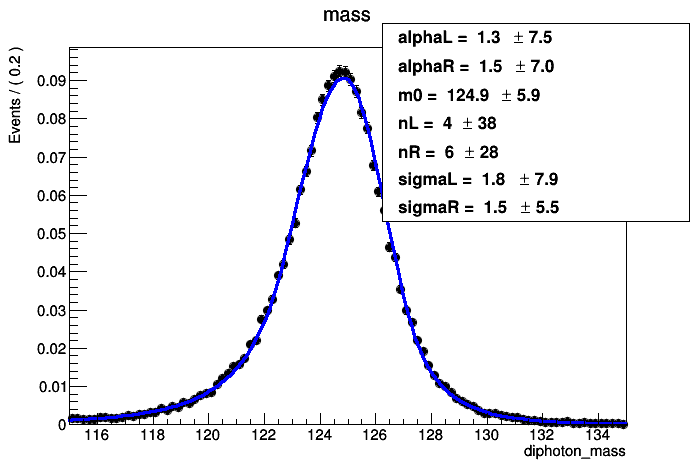 mass
alphaL = 1.3 ± 7.5
alphaR = 1.5 ± 7.0
m0 = 124.9 ± 5.9
nL = 4 ± 38
nR = 6 ± 28
sigmaL = 1.8 ± 7.9
sigmaR = 1.5 ± 5.5
Events / ( 0.2 )
0.09
0.08
0.07
0.06
0.05
0.04
0.03
0.02
0.01
0
116 118 120 122 124 126 128 130 132 134
diphoton_mass